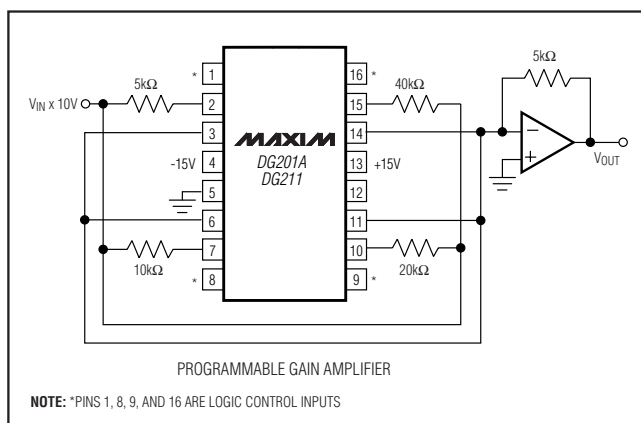 5kΩ
* 1
16 *
40kΩ
5kΩ
VIN x 10V
2
15
3
MAXIM
14
-15V
4
DG201A
DG211
13
+15V
VOUT
5
12
6
11
7
10
10kΩ
20kΩ
* 8
9 *
PROGRAMMABLE GAIN AMPLIFIER
NOTE: *PINS 1, 8, 9, AND 16 ARE LOGIC CONTROL INPUTS